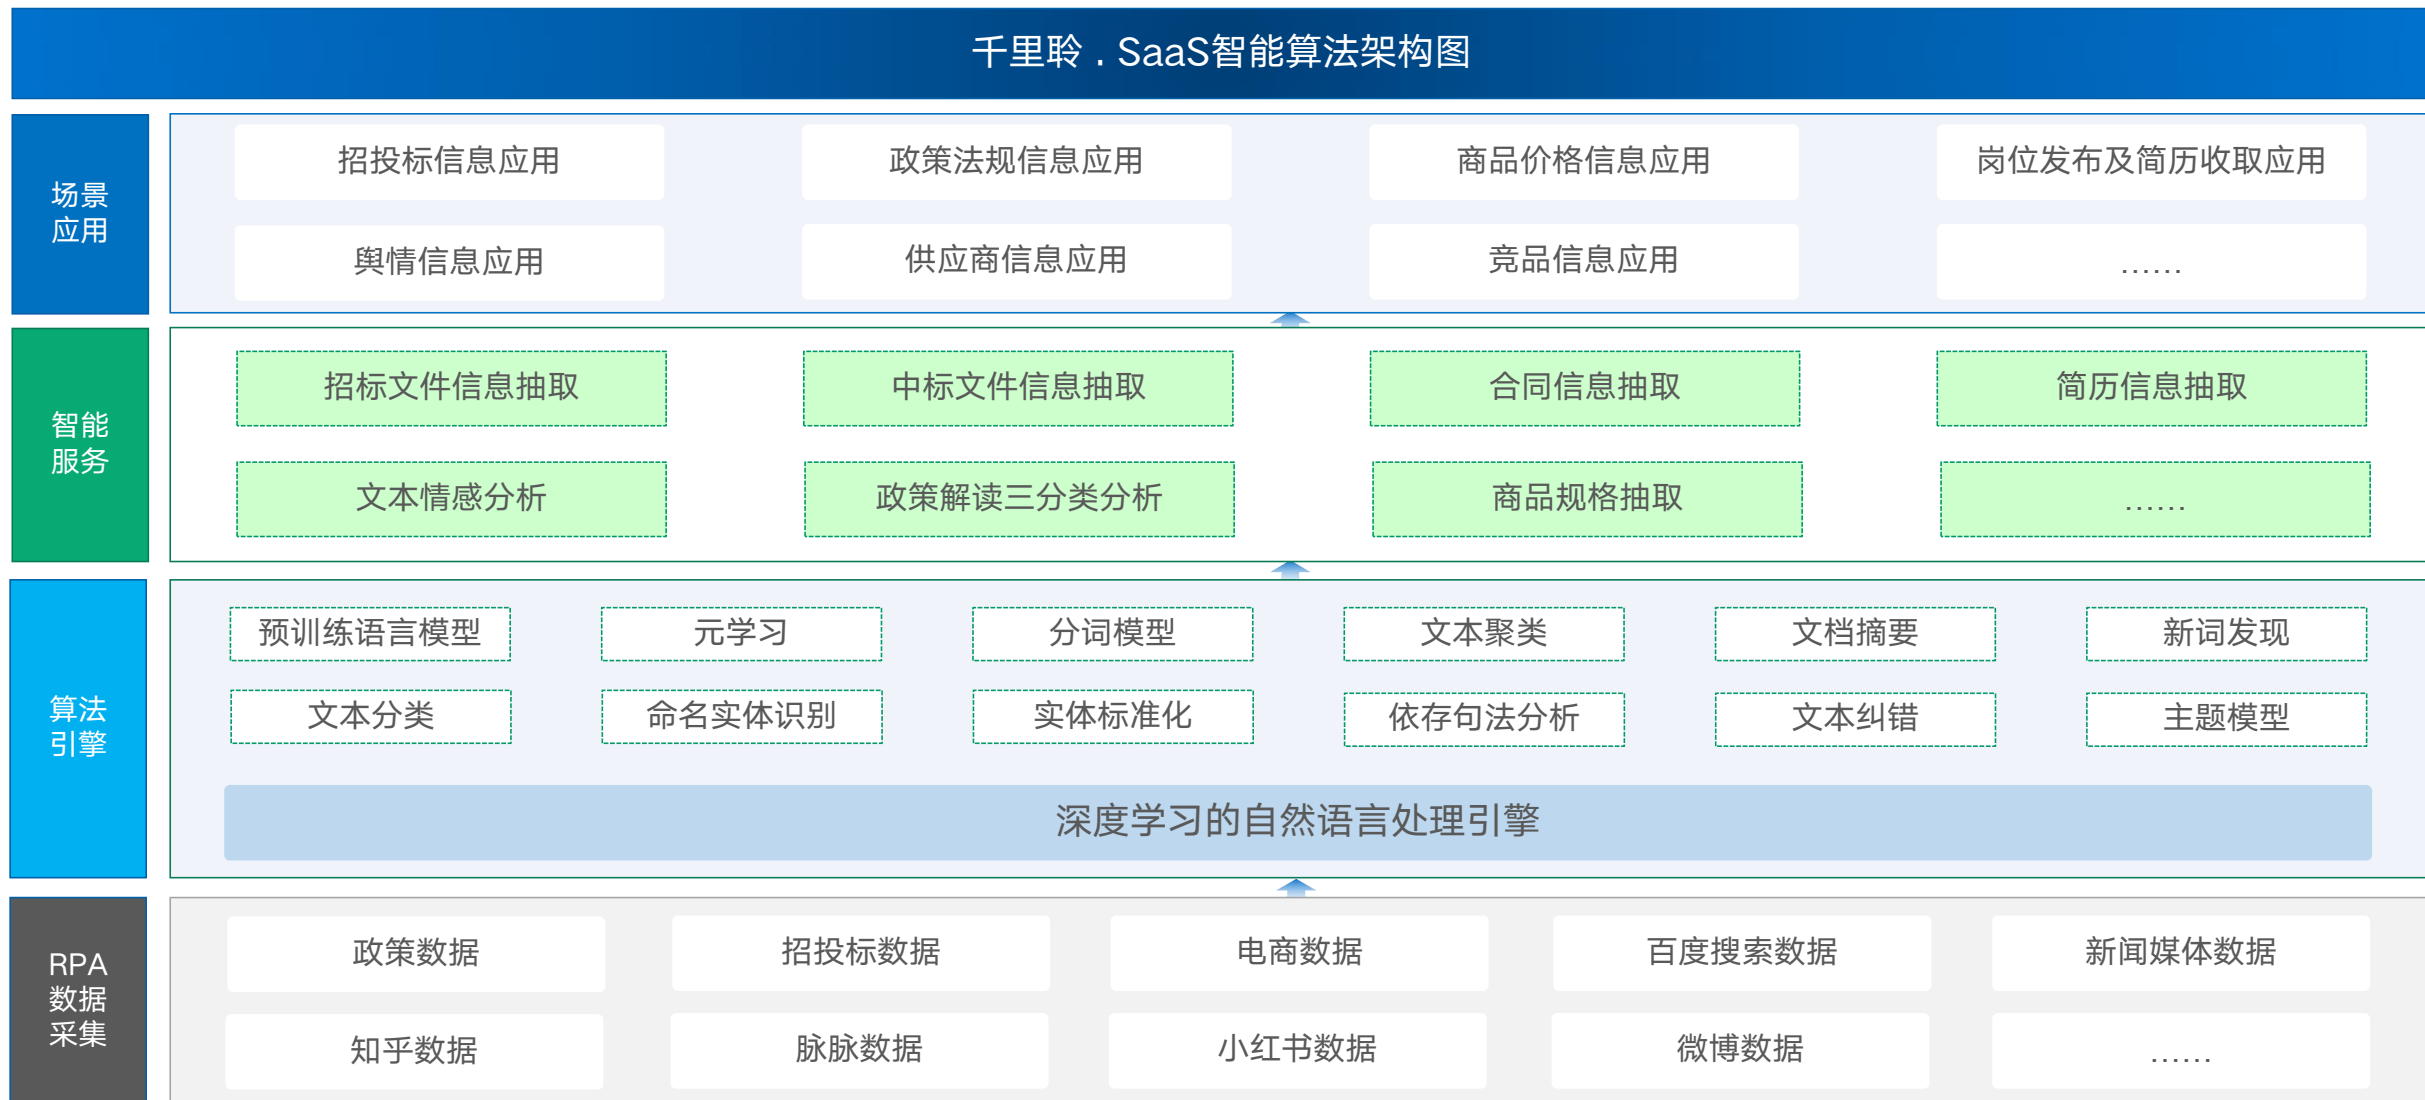 千里聆 . SaaS智能算法架构图
场景
应用
招投标信息应用
政策法规信息应用
商品价格信息应用
岗位发布及简历收取应用
舆情信息应用
供应商信息应用
竞品信息应用
……
智能
服务
招标文件信息抽取
中标文件信息抽取
合同信息抽取
简历信息抽取
文本情感分析
政策解读三分类分析
商品规格抽取
……
算法
引擎
预训练语言模型
元学习
分词模型
文本聚类
文档摘要
新词发现
文本分类
命名实体识别
实体标准化
依存句法分析
文本纠错
主题模型
深度学习的自然语言处理引擎
RPA
数据
采集
政策数据
招投标数据
电商数据
百度搜索数据
新闻媒体数据
知乎数据
脉脉数据
小红书数据
微博数据
……